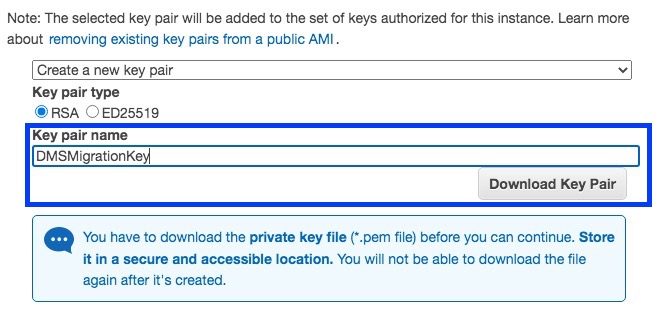 Note: The selected key pair will be added to the set of keys authorized for this instance. Learn more
about removing existing key pairs from a public AMI .
Create a new key pair
Key pair type
RSA ED25519
Key pair name
DMSMigrationKey
Download Key Pair
You have to download the private key file (*.pem file) before you can continue. Store
it in a secure and accessible location. You will not be able to download the file
again after it's created.